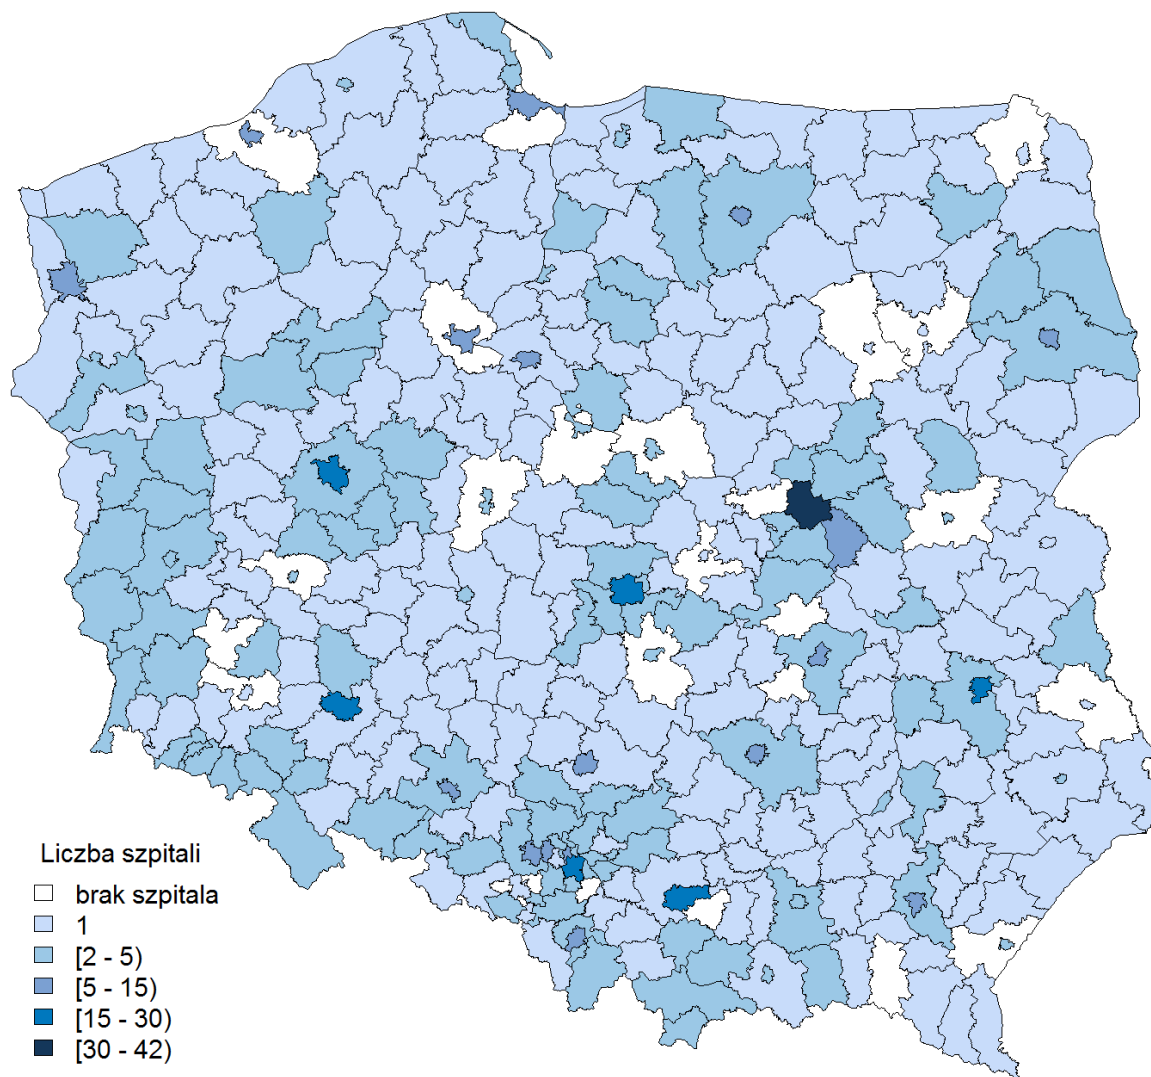 Liczba szpitali
brak szpitala
1
[2 - 5)
[5 - 15)
[15 - 30)
[30 - 42)